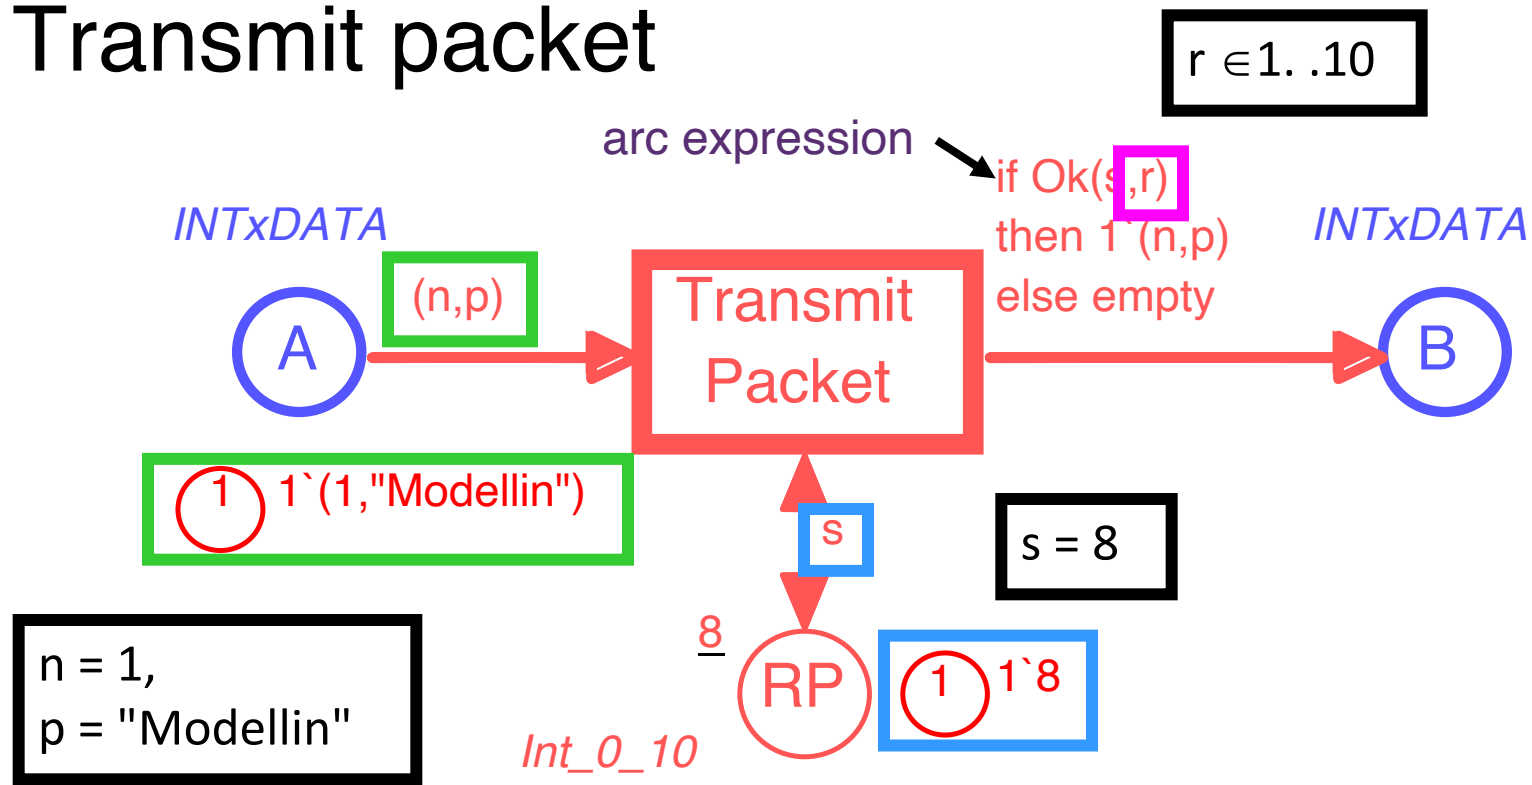 Transmit packet
r ∈1. .10
arc expression
if Ok(s,r)
then 1`(n,p)
else empty
INTxDATA
INTxDATA
(n,p)
A
Transmit
Packet
B
1 1`(1,"Modellin")
s
s = 8
n = 1,
p = "Modellin"
8
RP
1 1`8
Int_0_10